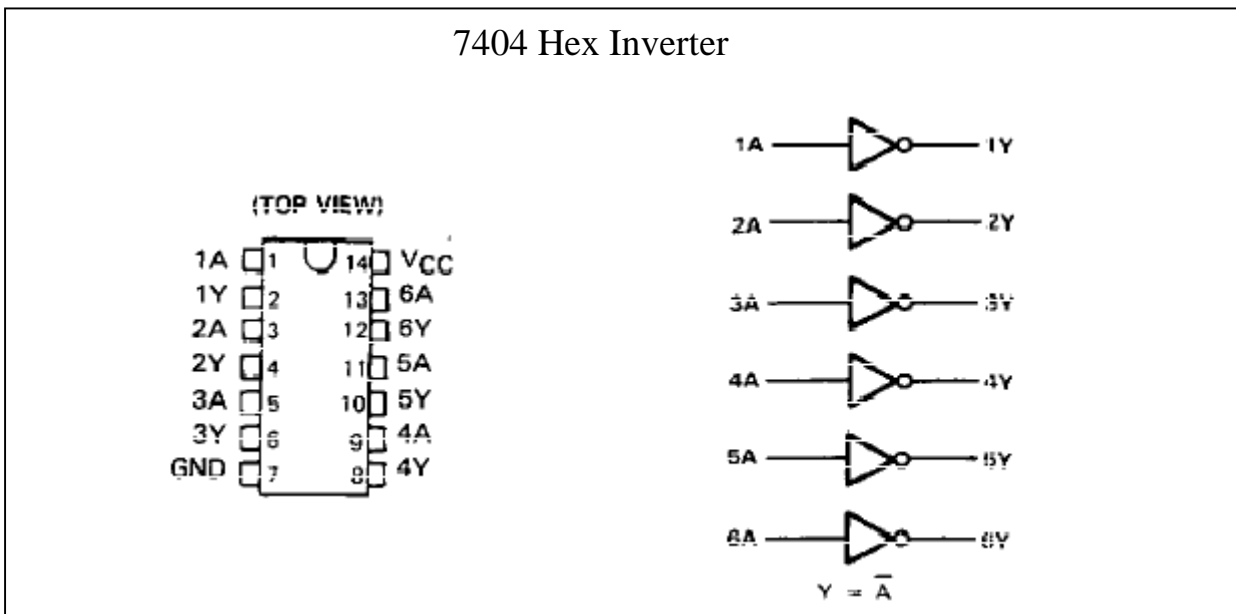 7404 Hex Inverter
(TOP VIEW)
1A 1 14 VCC
1Y 2 13 6A
2A 3 12 6Y
2Y 4 11 5A
3A 5 10 5Y
3Y 6 9 4A
GND 7 8 4Y
1A 1Y
2A 2Y
3A 3Y
4A 4Y
5A 5Y
6A 6Y
Y = A̅